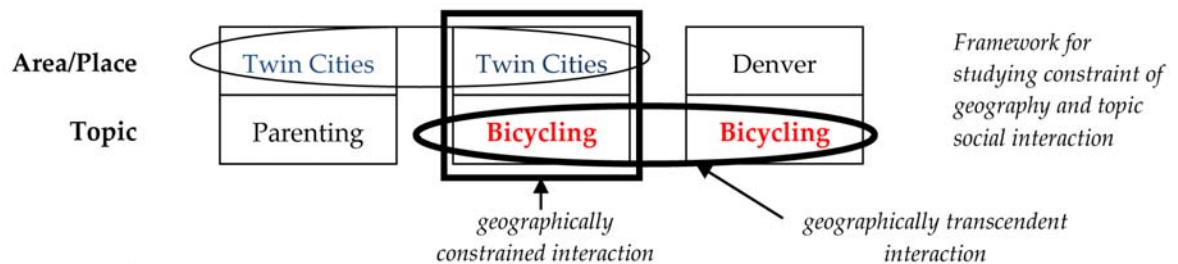 Area/Place Twin Cities Twin Cities Denver
Topic Parenting Bicycling Bicycling
Framework for
studying constraint of
geography and topic
social interaction
geographically
constrained interaction
geographically transcendent
interaction